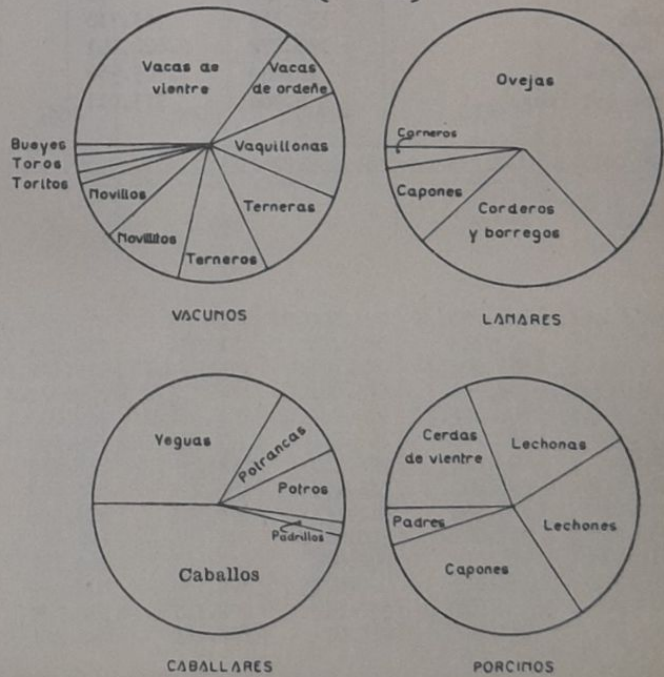 Vacas de
vientre
Vacas
de ordeñe
Vaquillonas
Terneras
Terneros
Novillitos
Novillos
Toritos
Toros
Bueyes
VACUNOS
Ovejas
Carneros
Capones
Corderos
y borregos
LANARES
Yeguas
Potrancas
Potros
Padrillos
Caballos
CABALLARES
Cerdas
de vientre
Lechonas
Lechones
Padres
Capones
PORCINOS